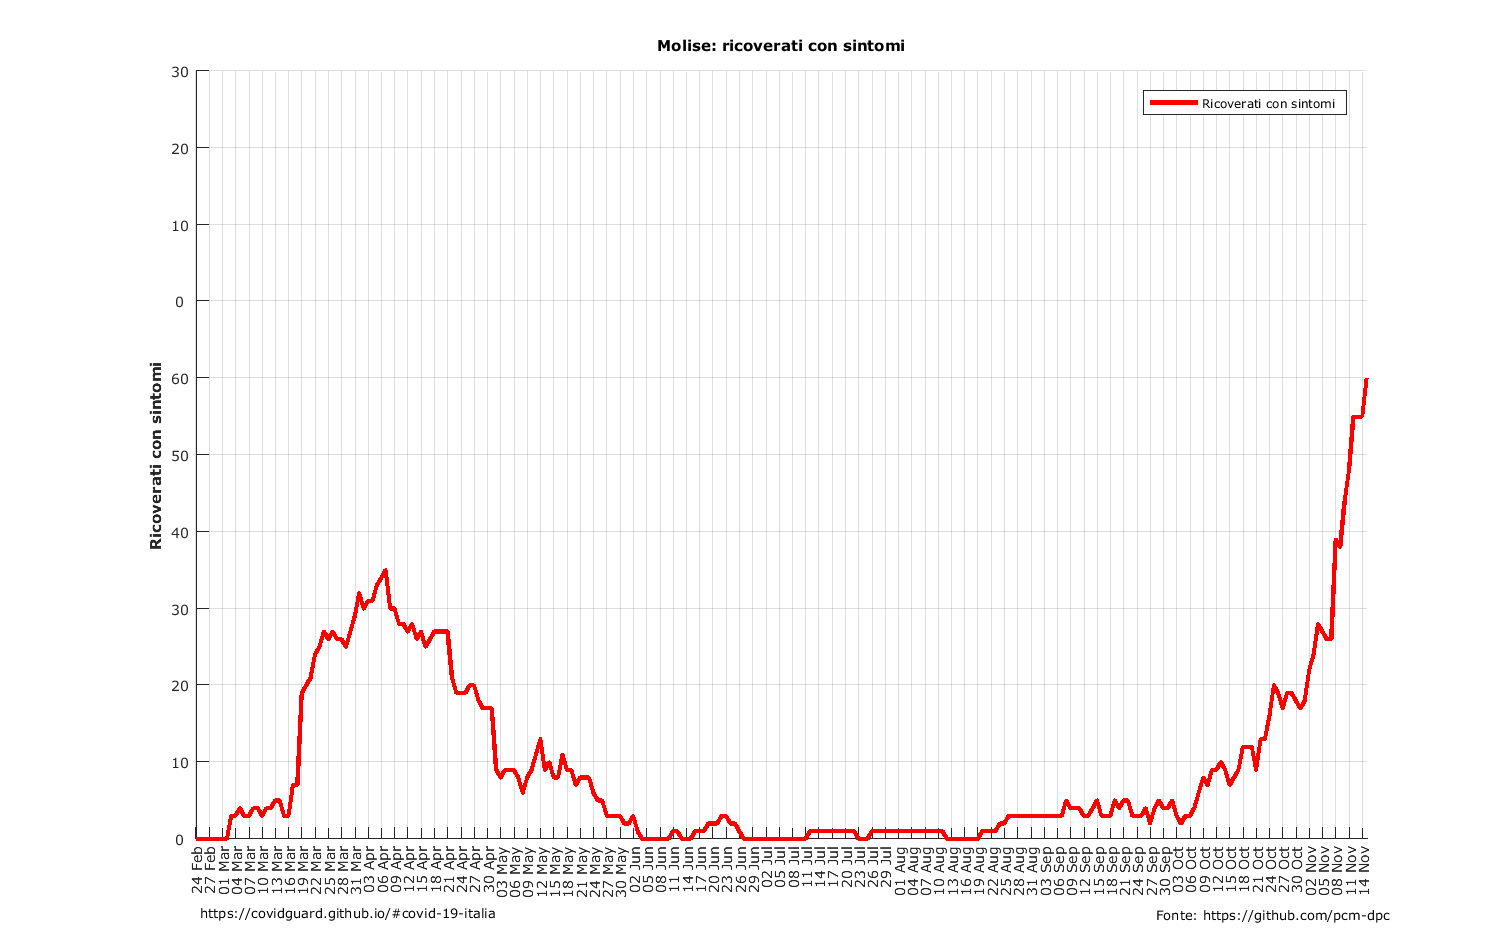 Molise: ricoverati con sintomi
Ricoverati con sintomi
Ricoverati con sintomi
30
20
10
0
60
50
40
30
20
10
0
24 Feb
27 Feb
01 Mar
04 Mar
07 Mar
10 Mar
13 Mar
16 Mar
19 Mar
22 Mar
25 Mar
28 Mar
31 Mar
03 Apr
06 Apr
09 Apr
12 Apr
15 Apr
18 Apr
21 Apr
24 Apr
27 Apr
30 Apr
03 May
06 May
09 May
12 May
15 May
18 May
21 May
24 May
27 May
30 May
02 Jun
05 Jun
08 Jun
11 Jun
14 Jun
17 Jun
20 Jun
23 Jun
26 Jun
29 Jun
02 Jul
05 Jul
08 Jul
11 Jul
14 Jul
17 Jul
20 Jul
23 Jul
26 Jul
29 Jul
01 Aug
04 Aug
07 Aug
10 Aug
13 Aug
16 Aug
19 Aug
22 Aug
25 Aug
28 Aug
31 Aug
03 Sep
06 Sep
09 Sep
12 Sep
15 Sep
18 Sep
21 Sep
24 Sep
27 Sep
30 Sep
03 Oct
06 Oct
09 Oct
12 Oct
15 Oct
18 Oct
21 Oct
24 Oct
27 Oct
30 Oct
02 Nov
05 Nov
08 Nov
11 Nov
14 Nov
https://covidguard.github.io/#covid-19-italia
Fonte: https://github.com/pcm-dpc